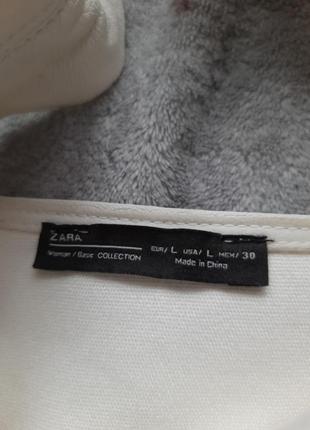 ZARA
Woman / Basic COLLECTION
EUR/ L USA/ L MEX/ 30
Made in China